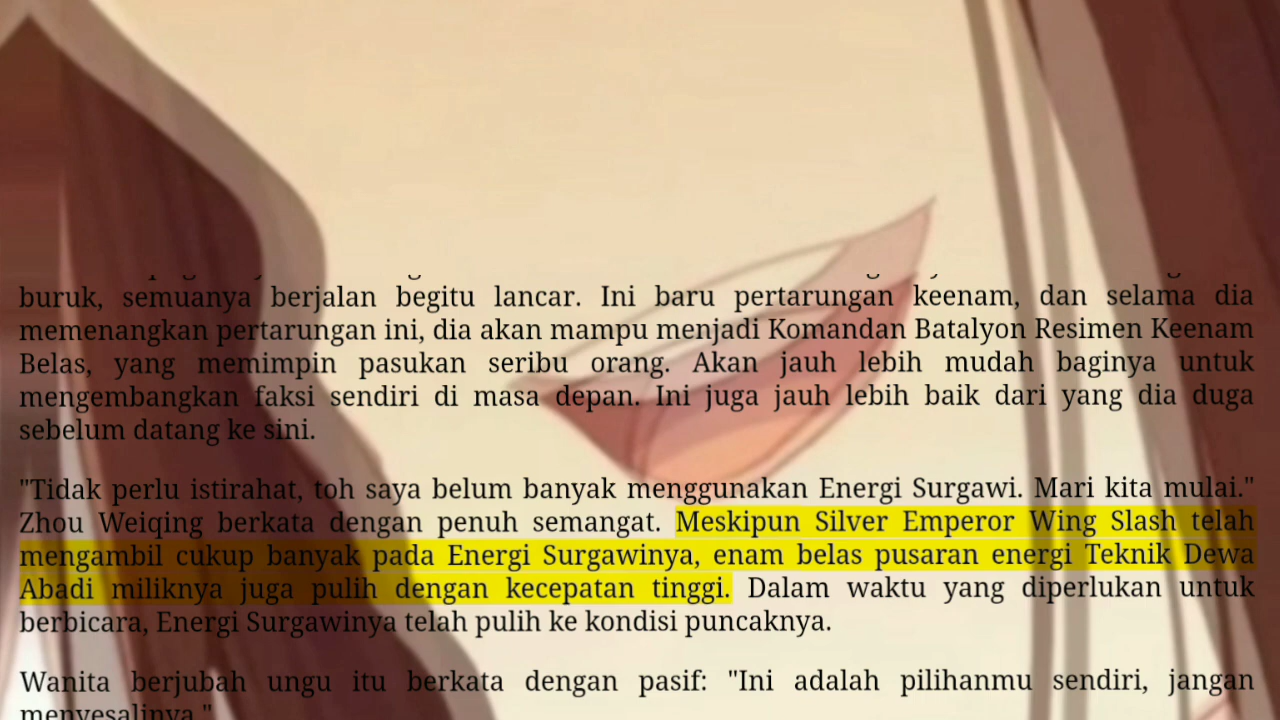 buruk, semuanya berjalan begitu lancar. Ini baru pertarungan keenam, dan selama dia
memenangkan pertarungan ini, dia akan mampu menjadi Komandan Batalyon Resimen Keenam
Belas, yang memimpin pasukan seribu orang. Akan jauh lebih mudah baginya untuk
mengembangkan faksi sendiri di masa depan. Ini juga jauh lebih baik dari yang dia duga
sebelum datang ke sini.
"Tidak perlu istirahat, toh saya belum banyak menggunakan Energi Surgawi. Mari kita mulai."
Zhou Weiqing berkata dengan penuh semangat. Meskipun Silver Emperor Wing Slash telah
mengambil cukup banyak pada Energi Surgawinya, enam belas pusaran energi Teknik Dewa
Abadi miliknya juga pulih dengan kecepatan tinggi. Dalam waktu yang diperlukan untuk
berbicara, Energi Surgawinya telah pulih ke kondisi puncaknya.
Wanita berjubah ungu itu berkata dengan pasif: "Ini adalah pilihanmu sendiri, jangan
menyesalinya."